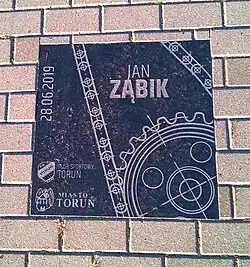 28.06.2019
JAN
ZĄBIK
KLUB SPORTOWY
TORUŃ
MIASTO
TORUŃ